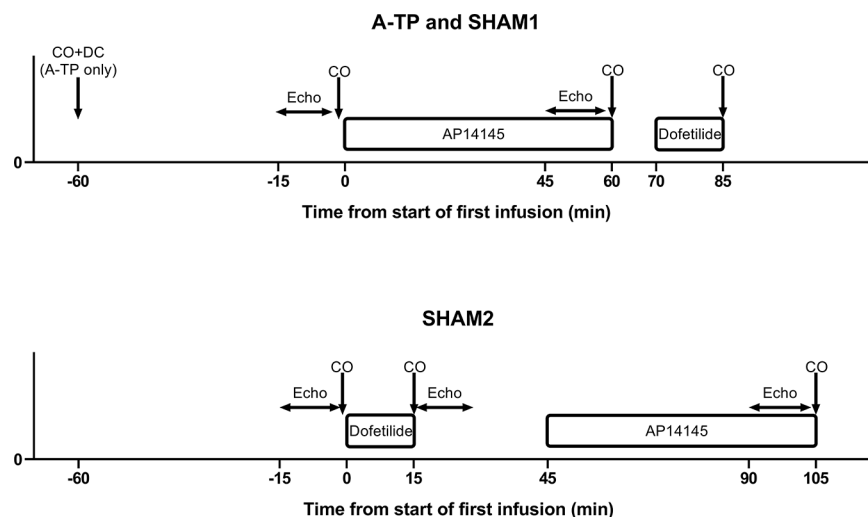 A-TP and SHAM1
CO+DC
(A-TP only)
CO
CO
CO
Echo
Echo
AP14145
Dofetilide
0
-60
-15
0
45
60
70
85
Time from start of first infusion (min)
SHAM2
CO
CO
CO
Echo
Echo
Echo
Dofetilide
AP14145
0
-60
-15
0
15
45
90
105
Time from start of first infusion (min)